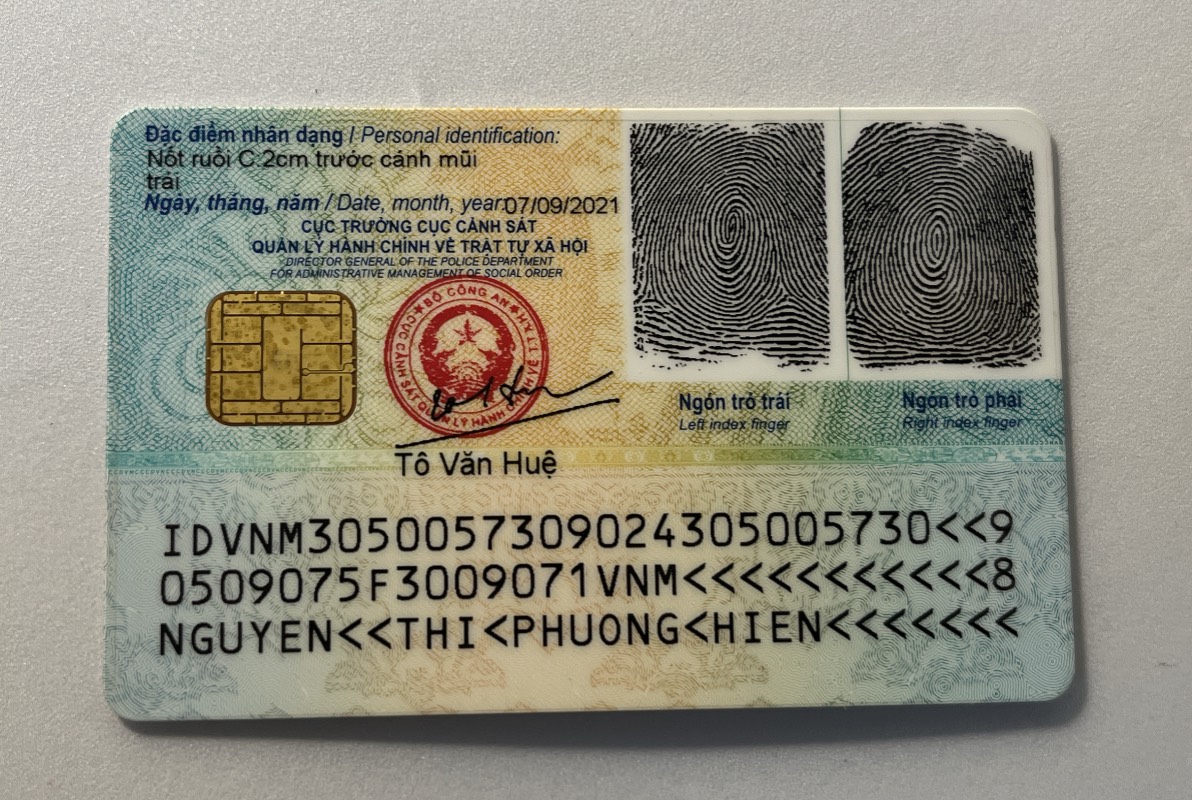 Đặc điểm nhân dạng / Personal identification:
Nốt ruồi C.2cm trước cánh mũi
trái
Ngày, tháng, năm / Date, month, year: 07/09/2021
CỤC TRƯỞNG CỤC CẢNH SÁT
QUẢN LÝ HÀNH CHÍNH VỀ TRẬT TỰ XÃ HỘI
DIRECTOR GENERAL OF THE POLICE DEPARTMENT
FOR ADMINISTRATIVE MANAGEMENT OF SOCIAL ORDER
BỘ CÔNG AN
CỤC CẢNH SÁT QUẢN LÝ HÀNH CHÍNH VỀ TTXH
Tô Văn Huệ
Ngón trỏ trái
Left index finger
Ngón trỏ phải
Right index finger
IDVNM3050057309024305005730<<9
0509075F3009071VNM<<<<<<<<<<<8
NGUYEN<<THI<PHUONG<HIEN<<<<<<<